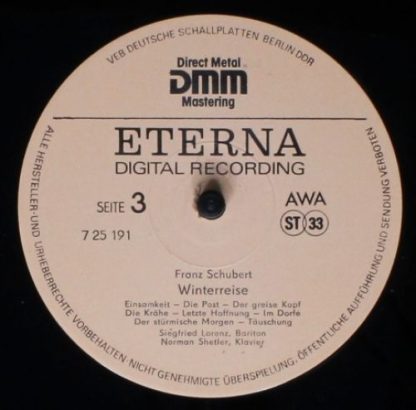 VEB DEUTSCHE SCHALLPLATTEN BERLIN DDR
Direct Metal
DMM
Mastering
ETERNA
DIGITAL RECORDING
SEITE 3
AWA
ST 33
7 25 191
Franz Schubert
Winterreise
Einsamkeit – Die Post – Der greise Kopf
Die Krähe – Letzte Hoffnung – Im Dorfe
Der stürmische Morgen – Täuschung
Siegfried Lorenz, Bariton
Norman Shetler, Klavier
ALLE HERSTELLER-UND URHEBERRECHTE VORBEHALTEN·NICHT GENEHMIGTE ÜBERSPIELUNG, ÖFFENTLICHE AUFFÜHRUNG UND SENDUNG VERBOTEN